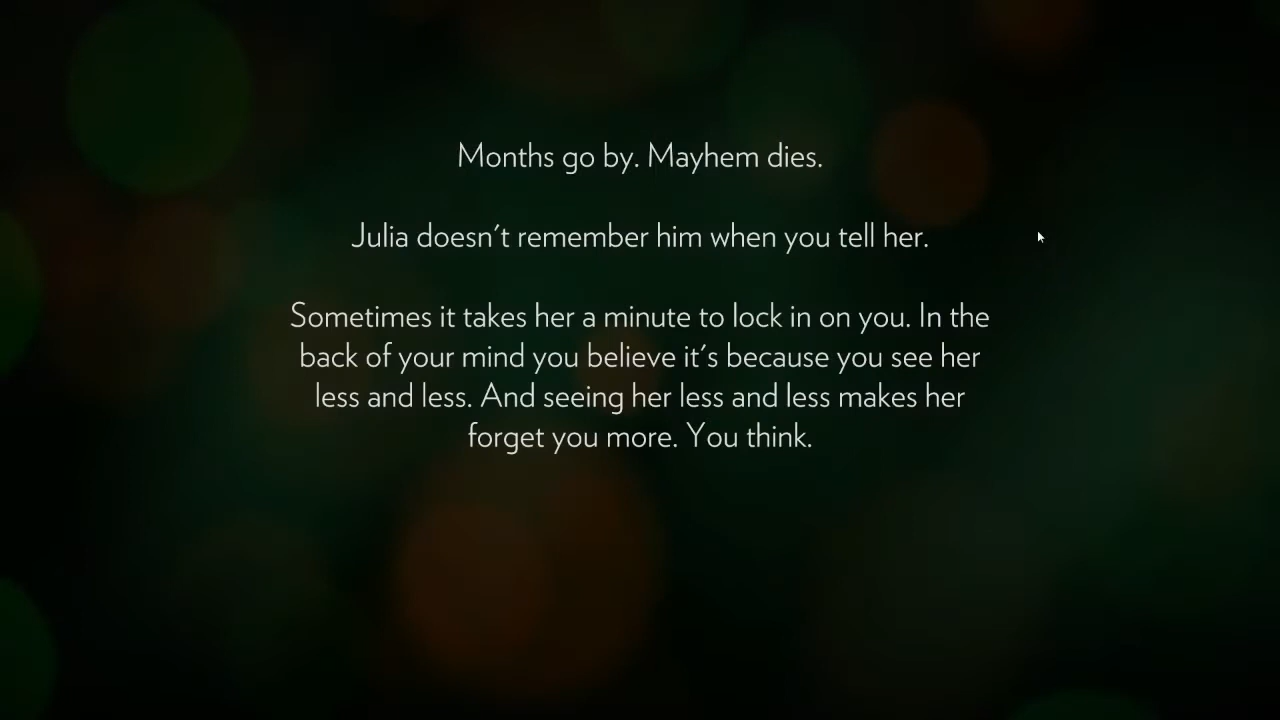 Months go by. Mayhem dies.
Julia doesn't remember him when you tell her.
Sometimes it takes her a minute to lock in on you. In the
back of your mind you believe it's because you see her
less and less. And seeing her less and less makes her
forget you more. You think.